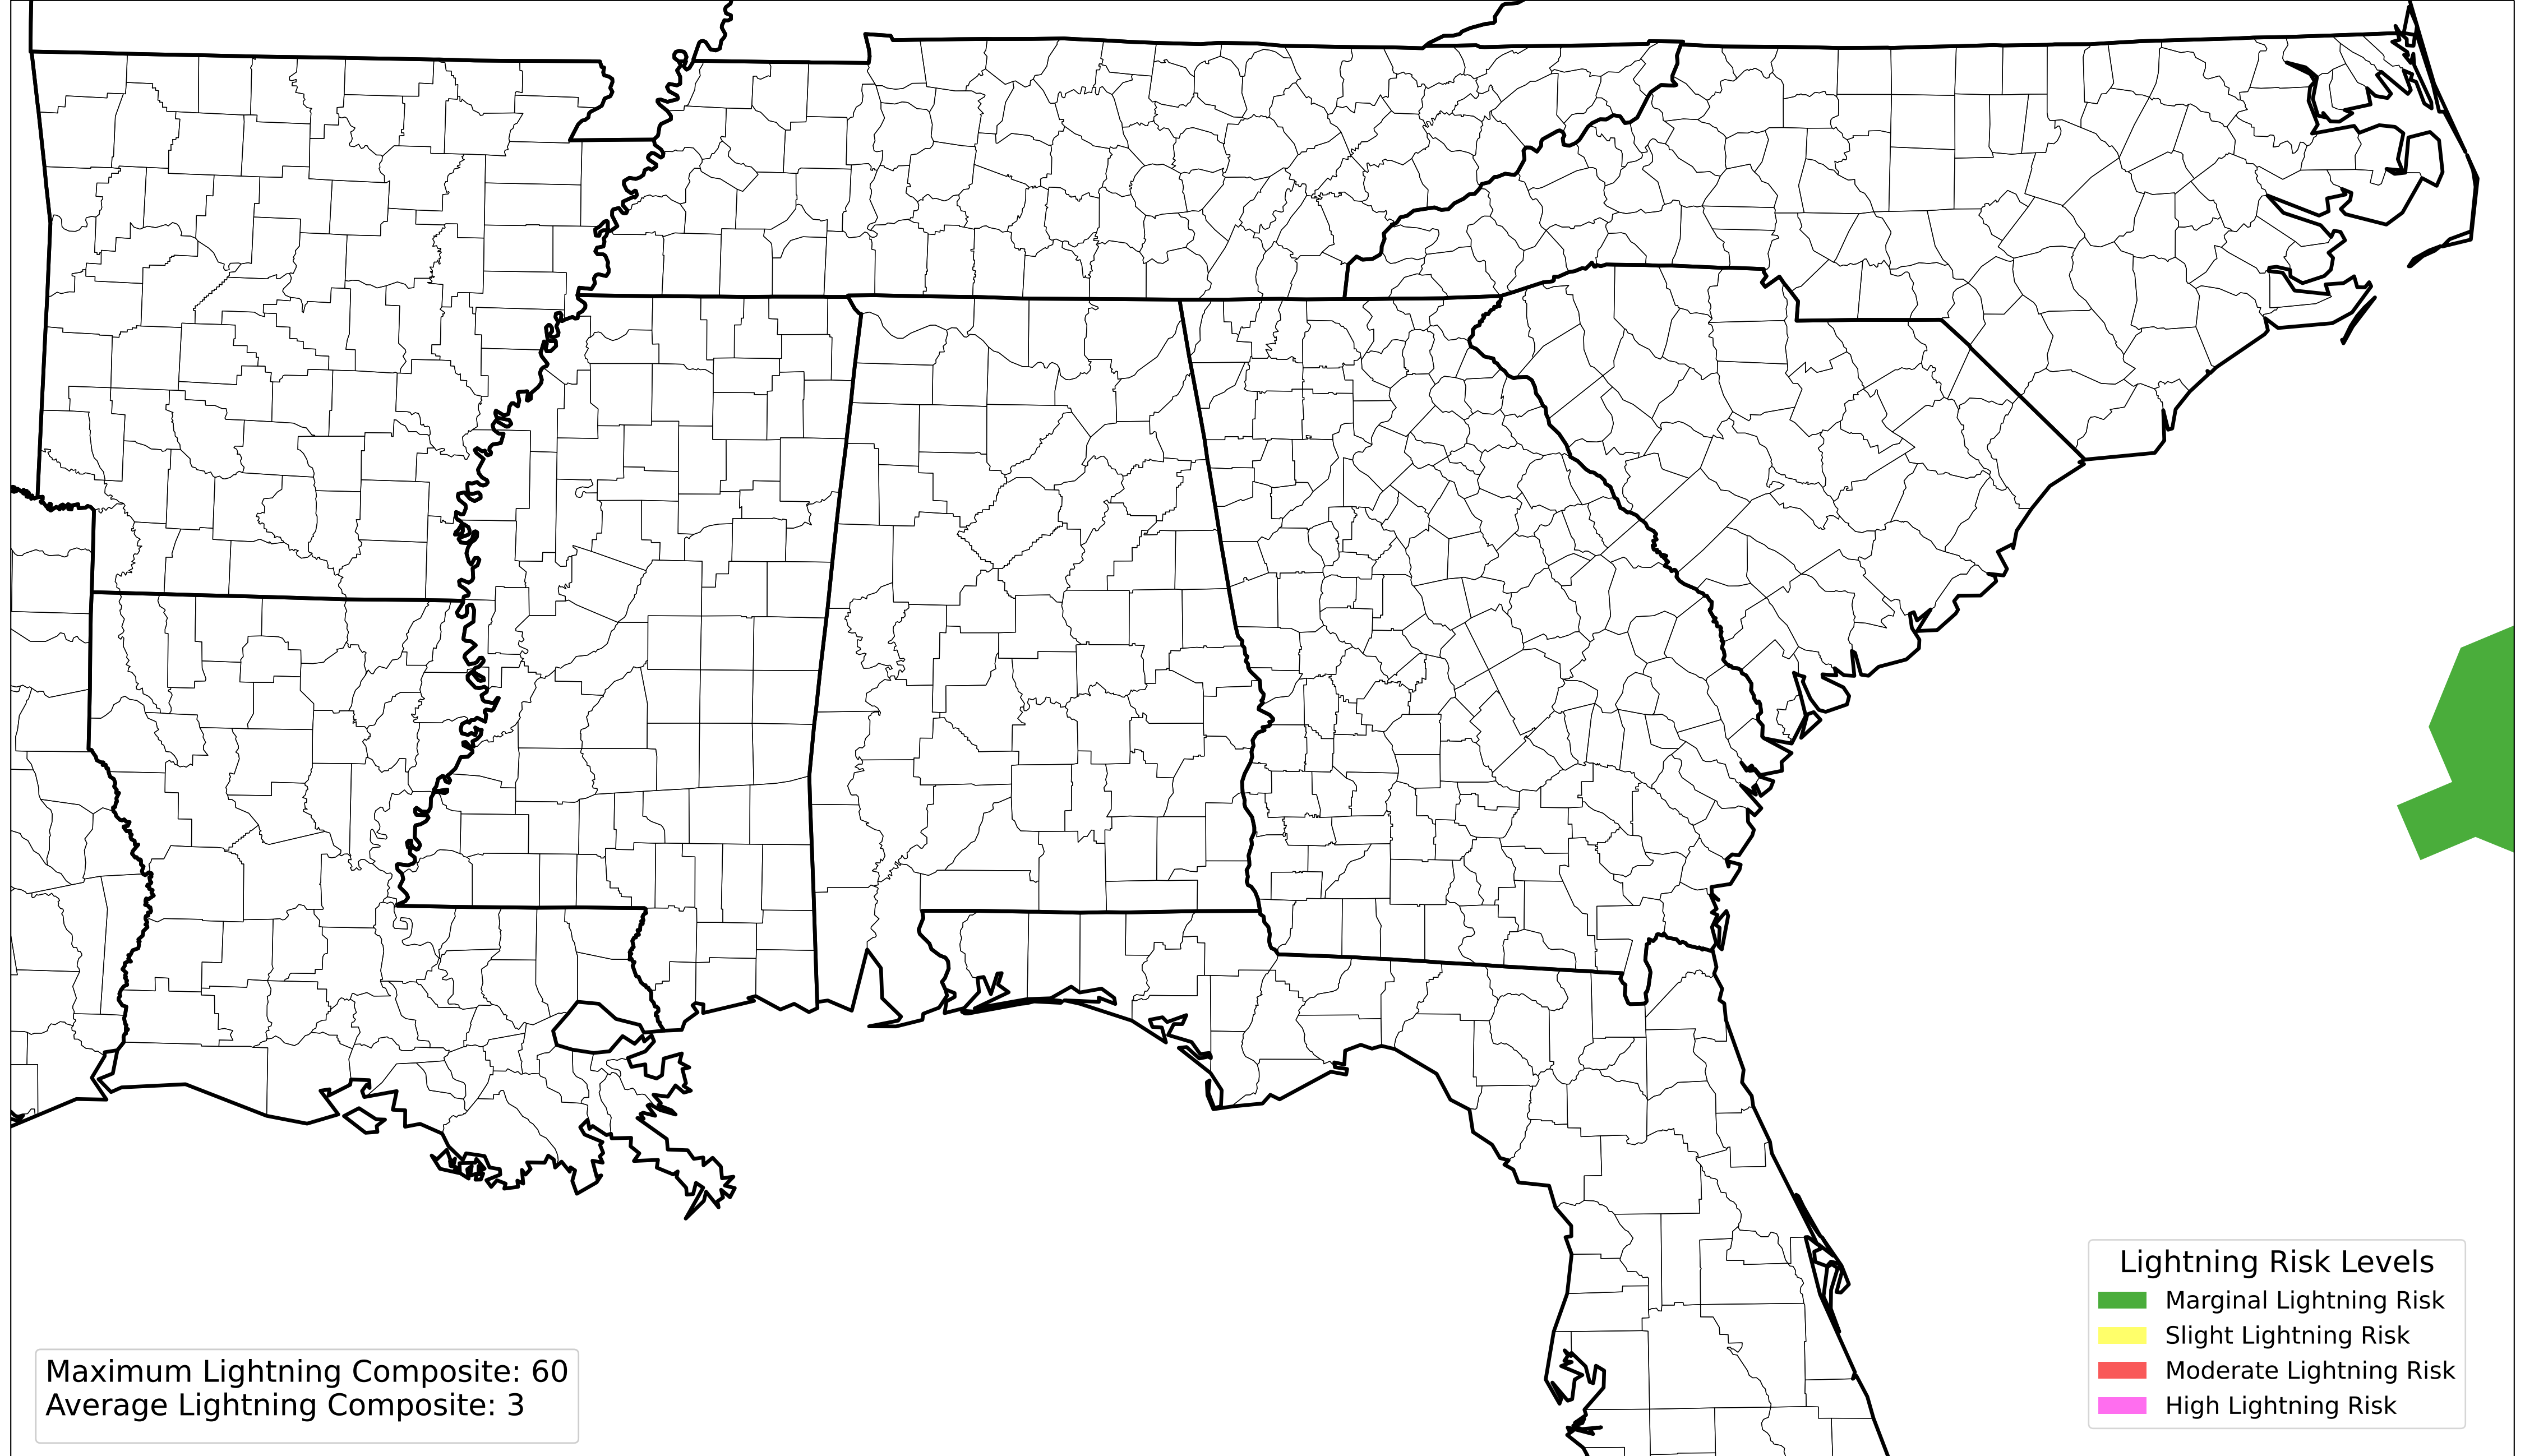 Lightning Risk Levels
Marginal Lightning Risk
Slight Lightning Risk
Moderate Lightning Risk
High Lightning Risk
Maximum Lightning Composite: 60
Average Lightning Composite: 3